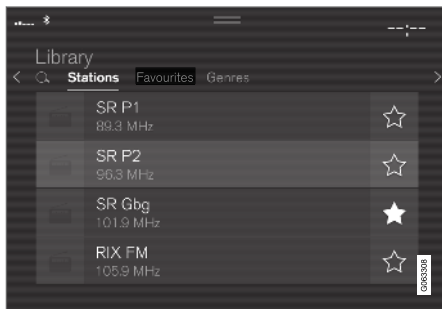 --:--
Library
Stations Favourites Genres
SR P1
89.3 MHz
SR P2
96.3 MHz
SR Gbg
101.9 MHz
RIX FM
105.9 MHz
G063308